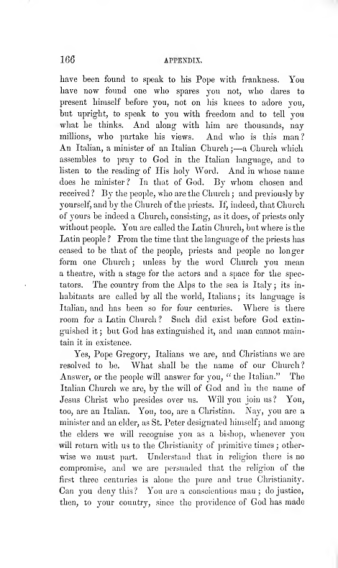 166 APPENDIX.
have been found to speak to his Pope with frankness. You
have now found one who spares you not, who dares to
present himself before you, not on his knees to adore you,
but upright, to speak to you with freedom and to tell you
what he thinks. And along with him are thousands, nay
millions, who partake his views. And who is this man?
An Italian, a minister of an Italian Church;—a Church which
assembles to pray to God in the Italian language, and to
listen to the reading of His holy Word. And in whose name
does he minister? In that of God. By whom chosen and
received? By the people, who are the Church; and previously by
yourself, and by the Church of the priests. If, indeed, that Church
of yours be indeed a Church, consisting, as it does, of priests only
without people. You are called the Latin Church, but where is the
Latin people? From the time that the language of the priests has
ceased to be that of the people, priests and people no longer
form one Church; unless by the word Church you mean
a theatre, with a stage for the actors and a space for the spec-
tators. The country from the Alps to the sea is Italy; its in-
habitants are called by all the world, Italians; its language is
Italian, and has been so for four centuries. Where is there
room for a Latin Church? Such did exist before God extin-
guished it; but God has extinguished it, and man cannot main-
tain it in existence.
Yes, Pope Gregory, Italians we are, and Christians we are
resolved to be. What shall be the name of our Church?
Answer, or the people will answer for you, "the Italian." The
Italian Church we are, by the will of God and in the name of
Jesus Christ who presides over us. Will you join us? You,
too, are an Italian. You, too, are a Christian. Nay, you are a
minister and an elder, as St. Peter designated himself; and among
the elders we will recognise you as a bishop, whenever you
will return with us to the Christianity of primitive times; other-
wise we must part. Understand that in religion there is no
compromise, and we are persuaded that the religion of the
first three centuries is alone the pure and true Christianity.
Can you deny this? You are a conscientious man; do justice,
then, to your country, since the providence of God has made